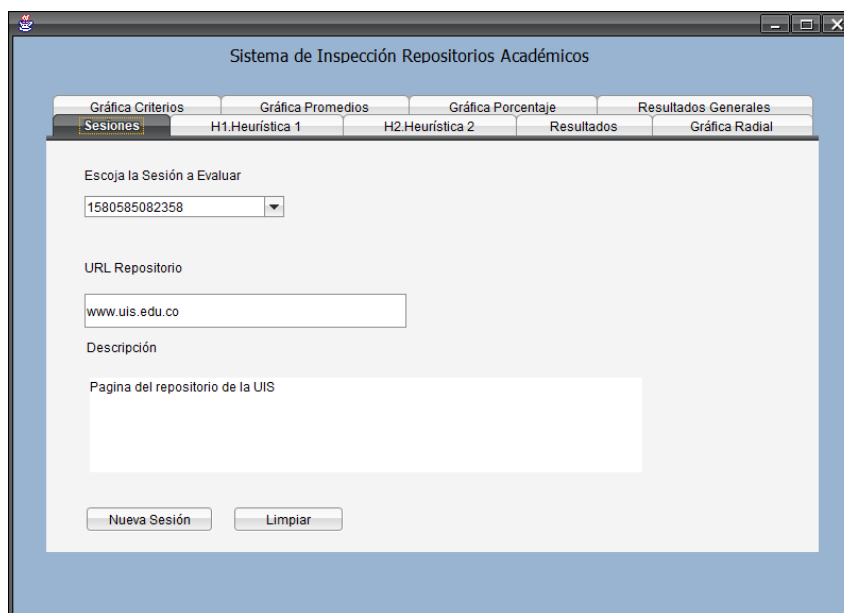 Sistema de Inspección Repositorios Académicos
Gráfica Criterios Gráfica Promedios Gráfica Porcentaje Resultados Generales
Sesiones H1.Heurística 1 H2.Heurística 2 Resultados Gráfica Radial
Escoja la Sesión a Evaluar
1580585082358
URL Repositorio
www.uis.edu.co
Descripción
Pagina del repositorio de la UIS
Nueva Sesión Limpiar